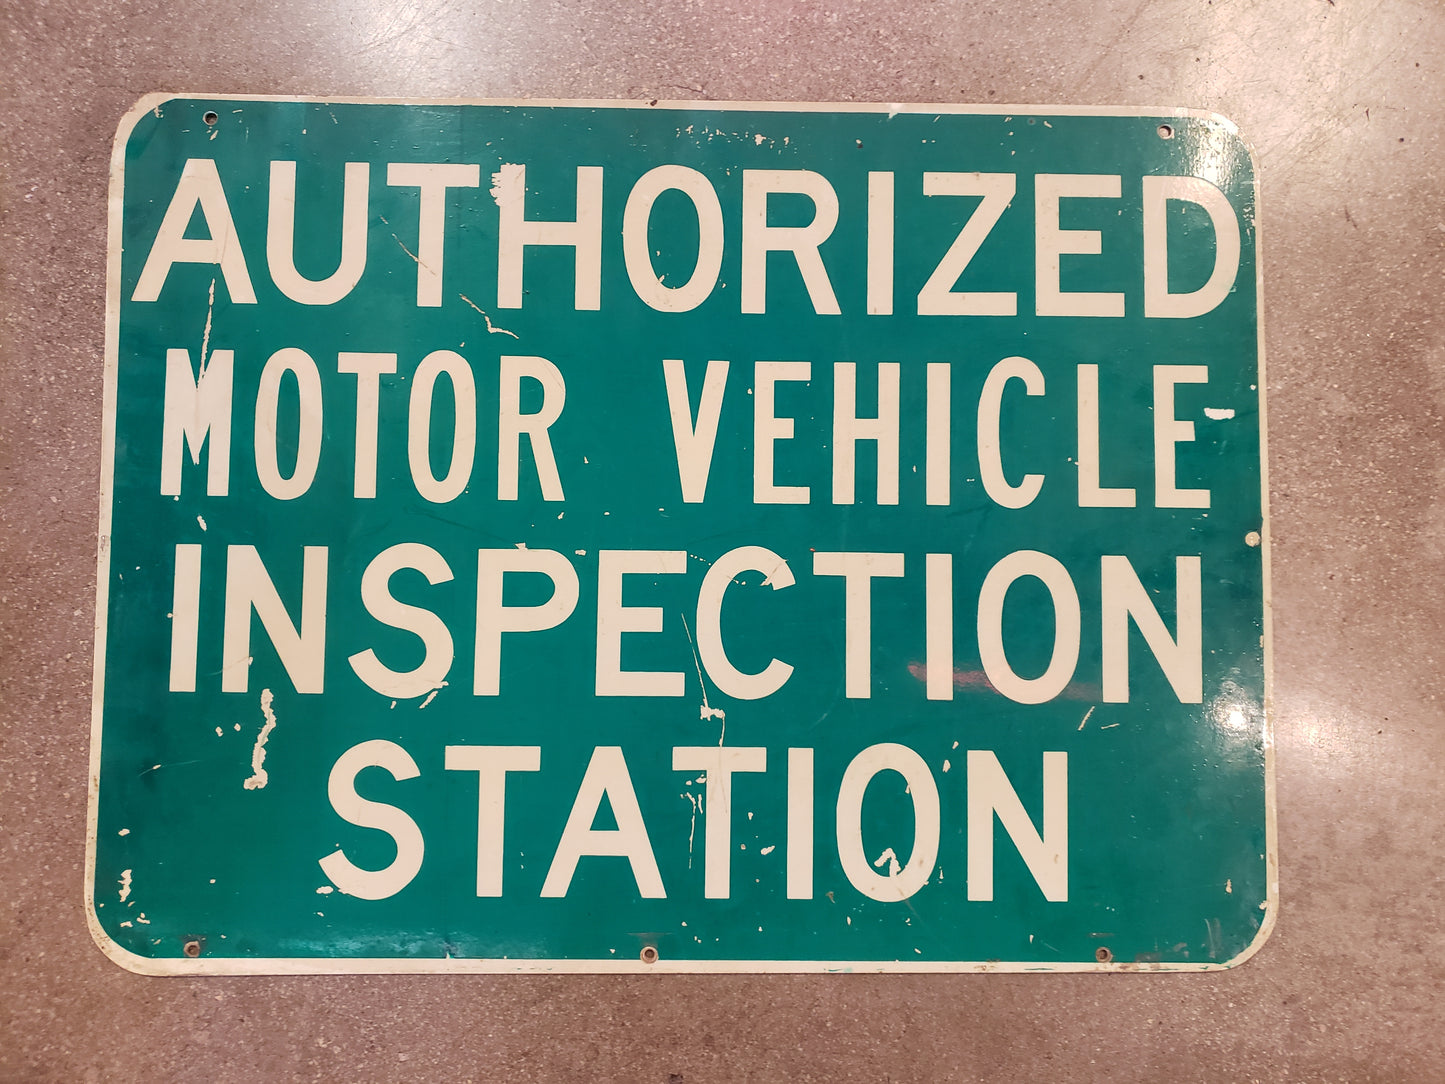 AUTHORIZED
MOTOR VEHICLE
INSPECTION
STATION